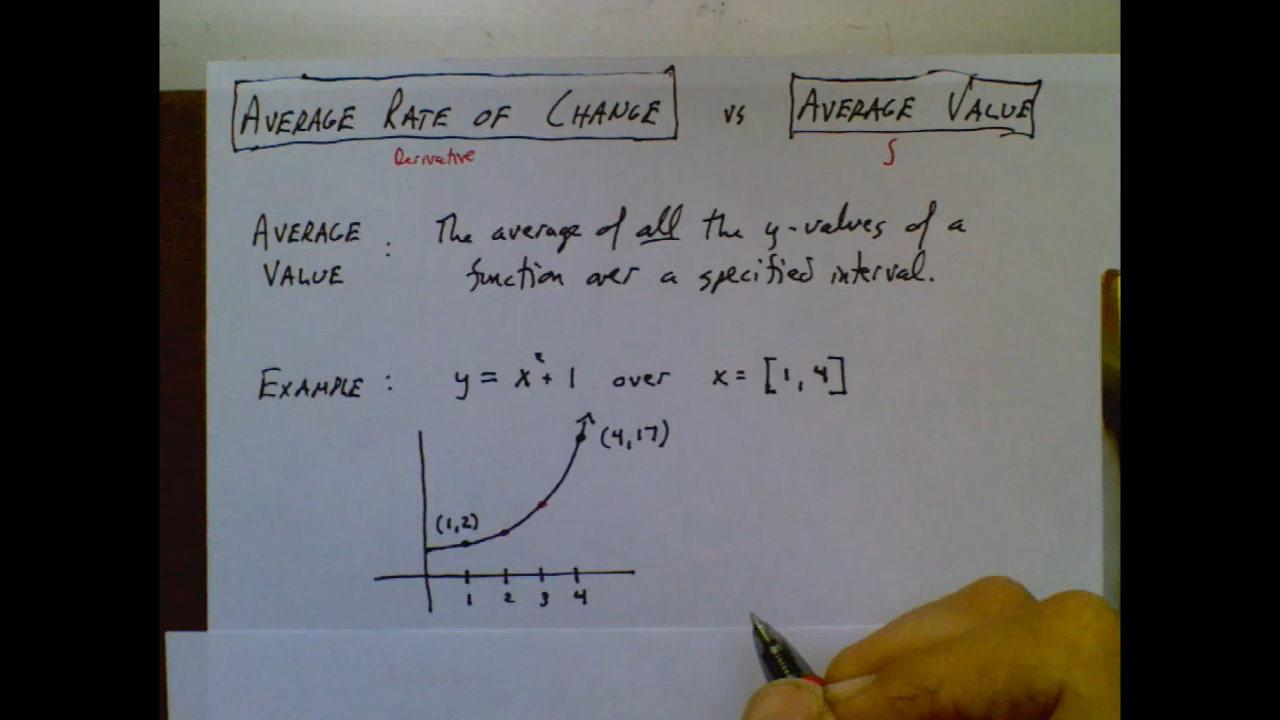 AVERAGE RATE OF CHANGE vs AVERAGE VALUE
Derivative ∫
AVERAGE VALUE : The average of all the y-values of a
function over a specified interval.
EXAMPLE : y = x² + 1 over x = [1, 4]
(4,17)
(1,2)
1 2 3 4